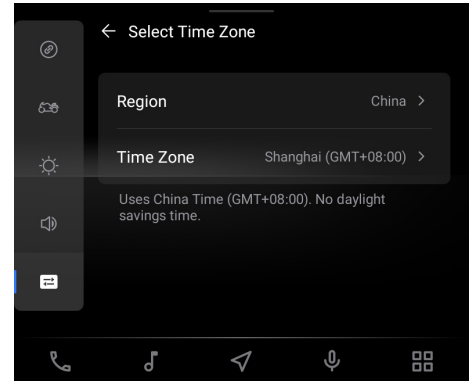 Select Time Zone
Region
China
Time Zone
Shanghai (GMT+08:00)
Uses China Time (GMT+08:00). No daylight
savings time.